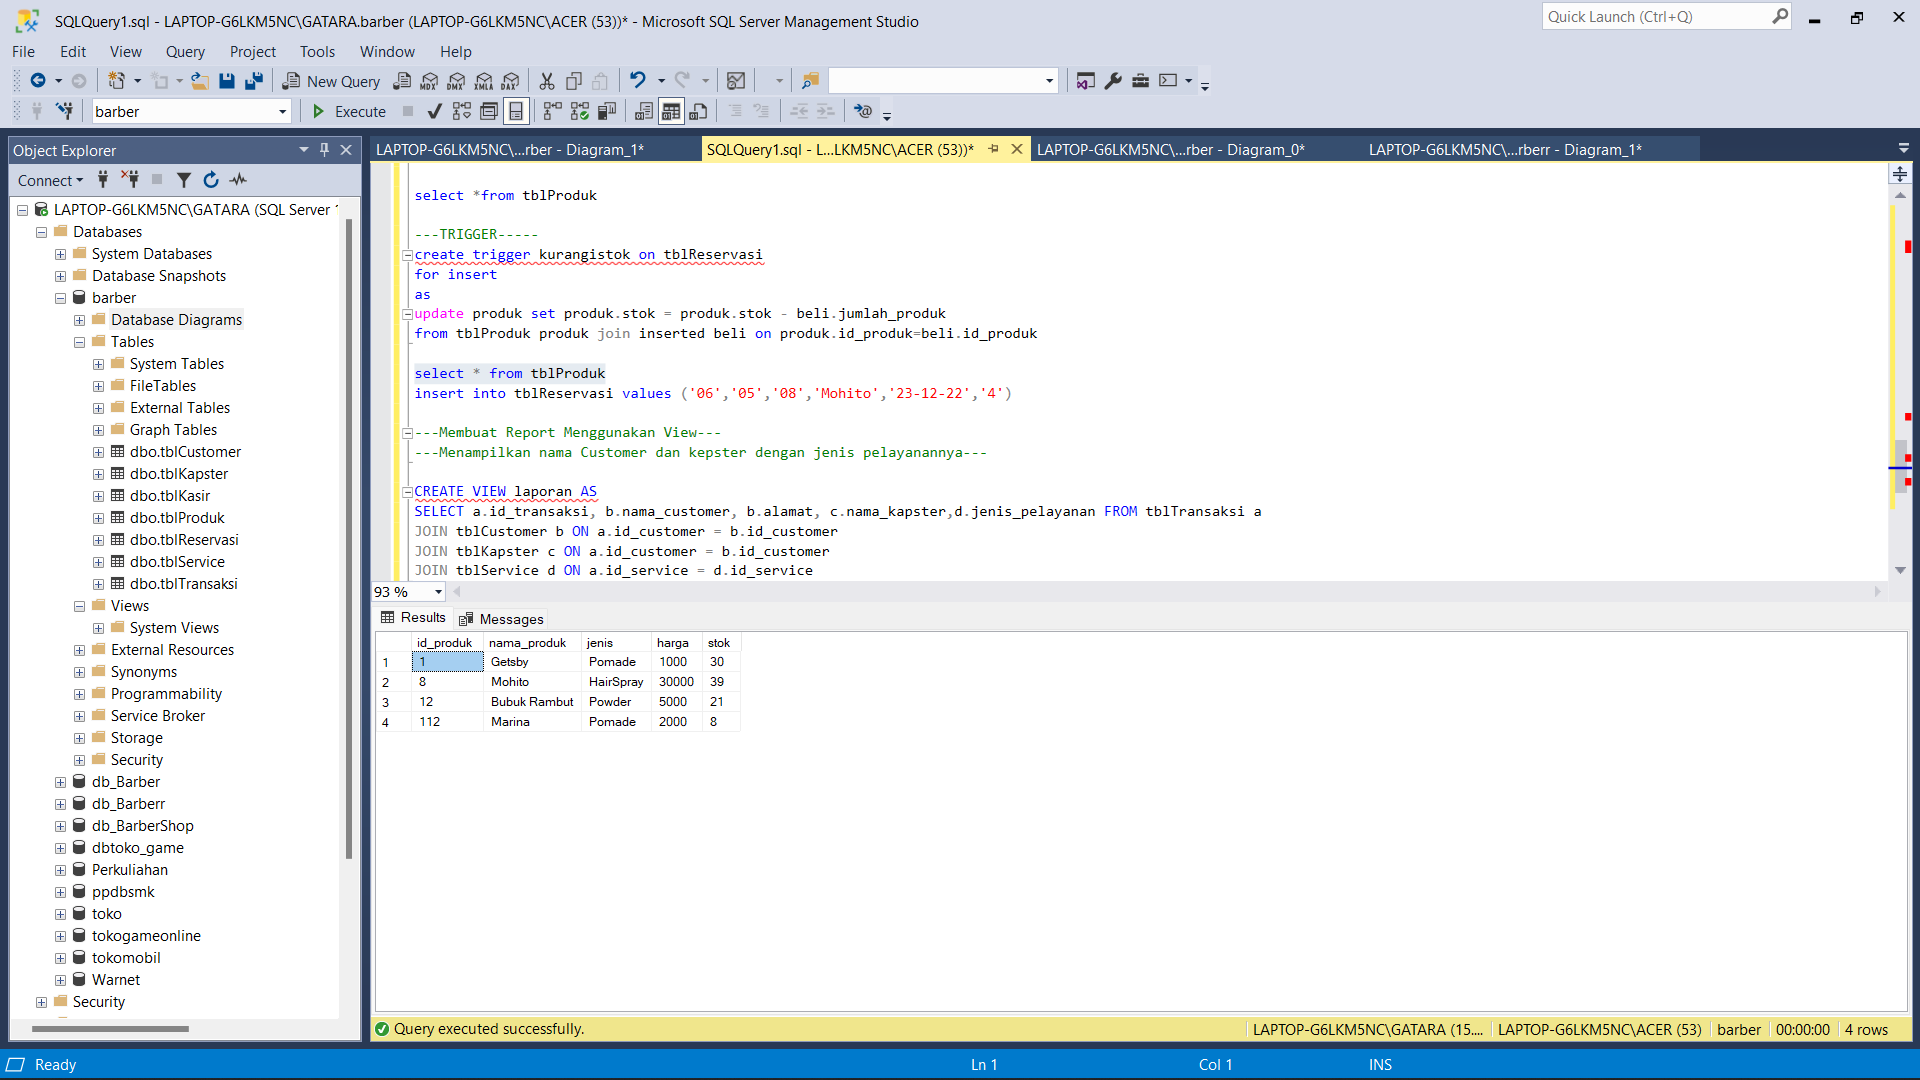 SQLQuery1.sql - LAPTOP-G6LKM5NC\GATARA.barber (LAPTOP-G6LKM5NC\ACER (53))* - Microsoft SQL Server Management Studio
Quick Launch (Ctrl+Q)
File Edit View Query Project Tools Window Help
New Query
MDX DMX XMLA DAX
barber
Execute
Object Explorer
Connect
LAPTOP-G6LKM5NC\GATARA (SQL Server
Databases
System Databases
Database Snapshots
barber
Database Diagrams
Tables
System Tables
FileTables
External Tables
Graph Tables
dbo.tblCustomer
dbo.tblKapster
dbo.tblKasir
dbo.tblProduk
dbo.tblReservasi
dbo.tblService
dbo.tblTransaksi
Views
System Views
External Resources
Synonyms
Programmability
Service Broker
Storage
Security
db_Barber
db_Barberr
db_BarberShop
dbtoko_game
Perkuliahan
ppdbsmk
toko
tokogameonline
tokomobil
Warnet
Security
LAPTOP-G6LKM5NC\...rber - Diagram_1*
SQLQuery1.sql - L...LKM5NC\ACER (53))*
LAPTOP-G6LKM5NC\...rber - Diagram_0*
LAPTOP-G6LKM5NC\...rberr - Diagram_1*
select *from tblProduk
---TRIGGER-----
create trigger kurangistok on tblReservasi
for insert
as
update produk set produk.stok = produk.stok - beli.jumlah_produk
from tblProduk produk join inserted beli on produk.id_produk=beli.id_produk
select * from tblProduk
insert into tblReservasi values ('06','05','08','Mohito','23-12-22','4')
---Membuat Report Menggunakan View---
---Menampilkan nama Customer dan kepster dengan jenis pelayanannya---
CREATE VIEW laporan AS
SELECT a.id_transaksi, b.nama_customer, b.alamat, c.nama_kapster,d.jenis_pelayanan FROM tblTransaksi a
JOIN tblCustomer b ON a.id_customer = b.id_customer
JOIN tblKapster c ON a.id_customer = b.id_customer
JOIN tblService d ON a.id_service = d.id_service
93 %
Results Messages
id_produk nama_produk jenis harga stok
1 1 Getsby Pomade 1000 30
2 8 Mohito HairSpray 30000 39
3 12 Bubuk Rambut Powder 5000 21
4 112 Marina Pomade 2000 8
Query executed successfully.
LAPTOP-G6LKM5NC\GATARA (15.... LAPTOP-G6LKM5NC\ACER (53) barber 00:00:00 4 rows
Ready Ln 1 Col 1 INS